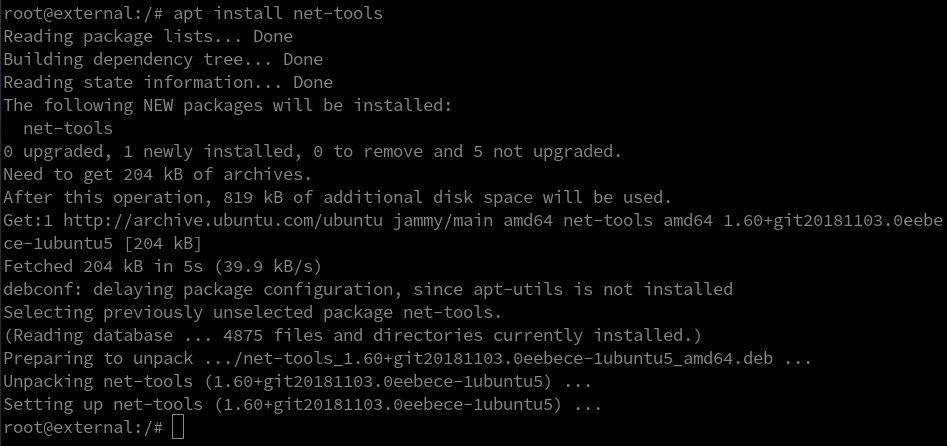 root@external:/# apt install net-tools
Reading package lists... Done
Building dependency tree... Done
Reading state information... Done
The following NEW packages will be installed:
  net-tools
0 upgraded, 1 newly installed, 0 to remove and 5 not upgraded.
Need to get 204 kB of archives.
After this operation, 819 kB of additional disk space will be used.
Get:1 http://archive.ubuntu.com/ubuntu jammy/main amd64 net-tools amd64 1.60+git20181103.0eebe
ce-1ubuntu5 [204 kB]
Fetched 204 kB in 5s (39.9 kB/s)
debconf: delaying package configuration, since apt-utils is not installed
Selecting previously unselected package net-tools.
(Reading database ... 4875 files and directories currently installed.)
Preparing to unpack .../net-tools_1.60+git20181103.0eebece-1ubuntu5_amd64.deb ...
Unpacking net-tools (1.60+git20181103.0eebece-1ubuntu5) ...
Setting up net-tools (1.60+git20181103.0eebece-1ubuntu5) ...
root@external:/#